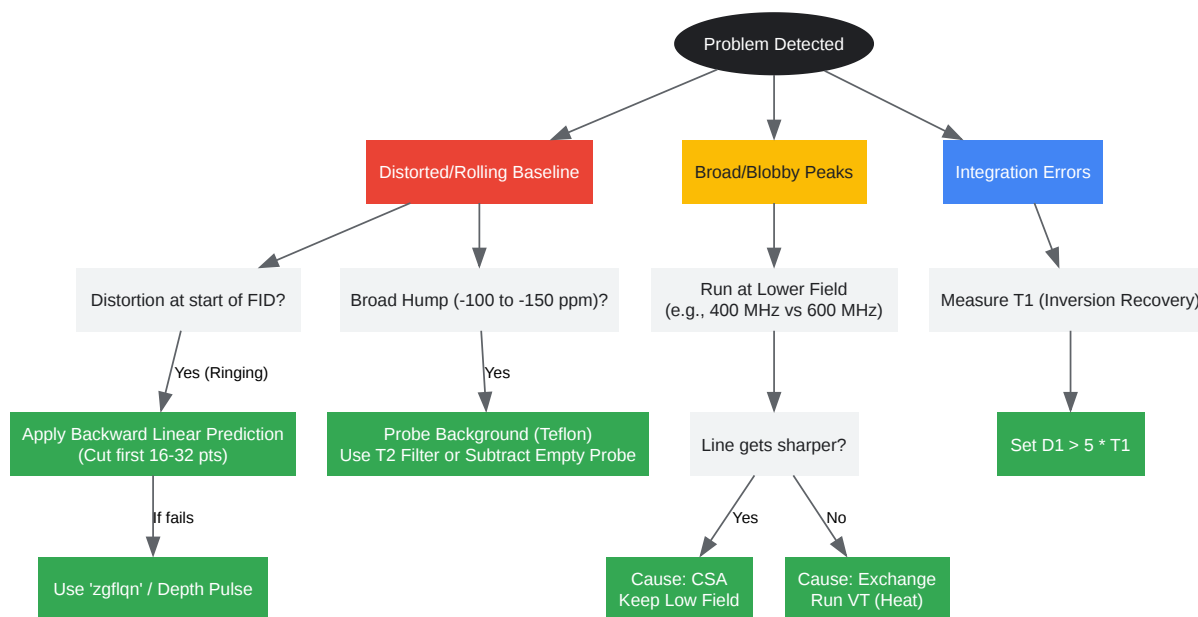 Problem Detected
Distorted/Rolling Baseline
Broad/Blobby Peaks
Integration Errors
Distortion at start of FID?
Broad Hump (-100 to -150 ppm)?
Run at Lower Field
(e.g., 400 MHz vs 600 MHz)
Measure T1 (Inversion Recovery)
Yes (Ringing)
Yes
Apply Backward Linear Prediction
(Cut first 16-32 pts)
Probe Background (Teflon)
Use T2 Filter or Subtract Empty Probe
Line gets sharper?
Set D1 > 5 * T1
If fails
Yes
No
Use 'zgflqn' / Depth Pulse
Cause: CSA
Keep Low Field
Cause: Exchange
Run VT (Heat)